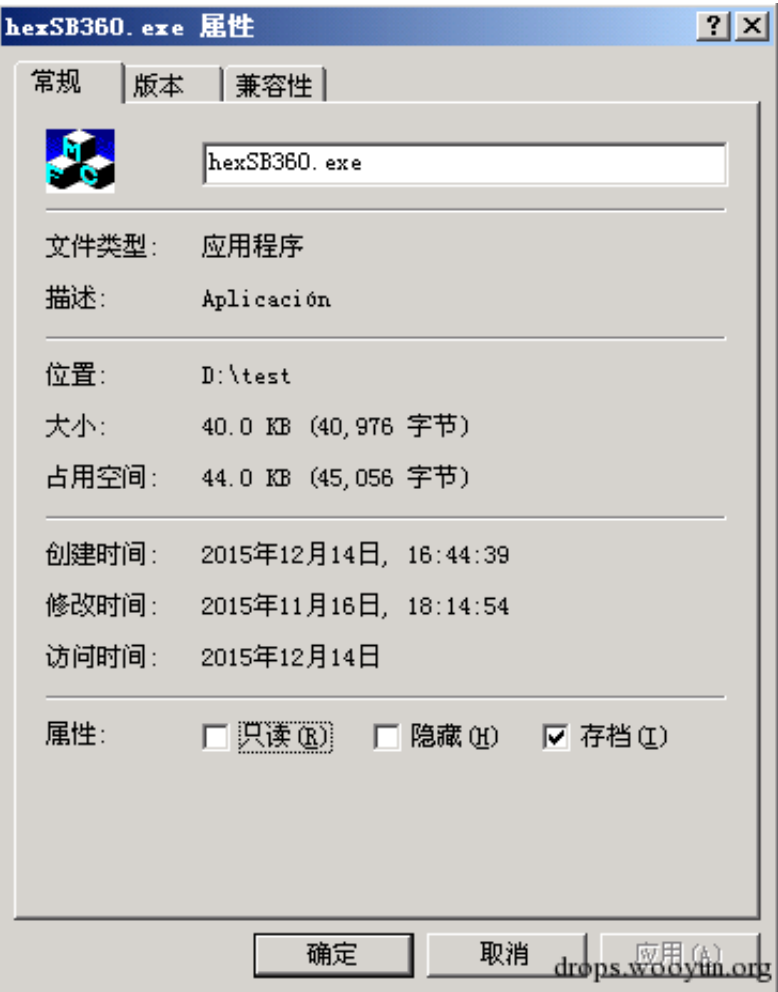 hexSB360.exe 属性
常规 版本 兼容性
hexSB360.exe
文件类型: 应用程序
描述: Aplicación
位置: D:\test
大小: 40.0 KB (40,976 字节)
占用空间: 44.0 KB (45,056 字节)
创建时间: 2015年12月14日, 16:44:39
修改时间: 2015年11月16日, 18:14:54
访问时间: 2015年12月14日
属性: 只读(R) 隐藏(H) 存档(I)
确定 取消 应用(A)
drops.wooyun.org